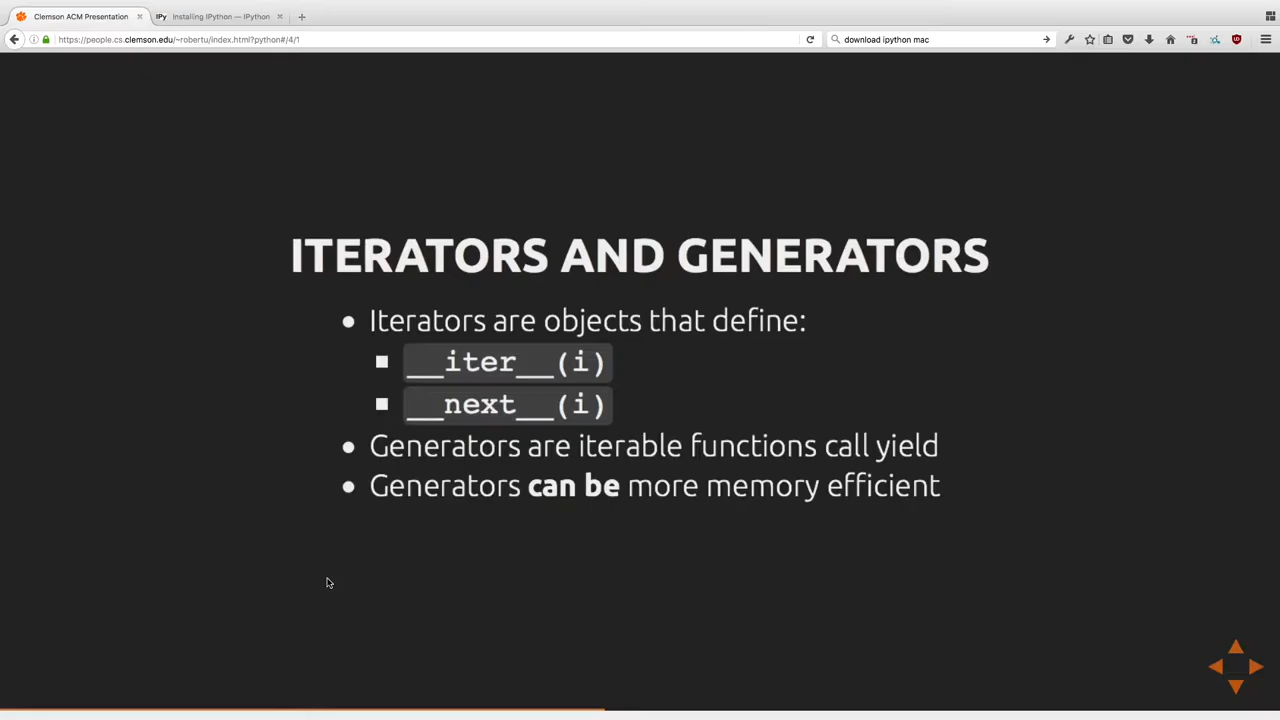 Clemson ACM Presentation
IPy Installing IPython — IPython
https://people.cs.clemson.edu/~robertu/index.html?python#/4/1
download ipython mac
ITERATORS AND GENERATORS
Iterators are objects that define:
__iter__(i)
__next__(i)
Generators are iterable functions call yield
Generators can be more memory efficient